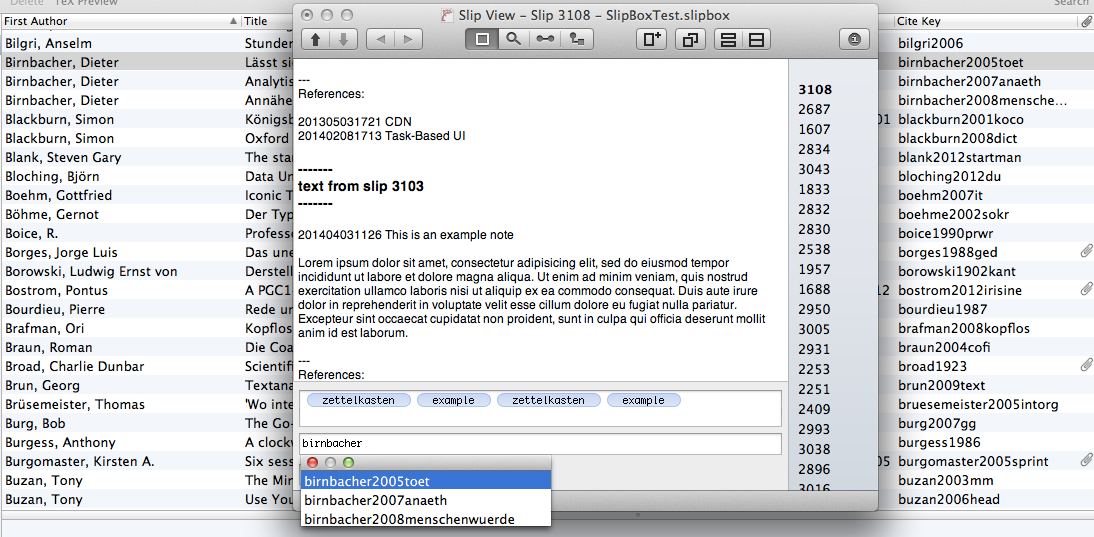 Delete TeX Preview
Search
First Author Title
Bilgri, Anselm Stunde
Birnbacher, Dieter Lässt si
Birnbacher, Dieter Analytis
Birnbacher, Dieter Annähe
Blackburn, Simon Königsb
Blackburn, Simon Oxford
Blank, Steven Gary The star
Bloching, Björn Data Un
Boehm, Gottfried Iconic T
Böhme, Gernot Der Typ
Boice, R. Profess
Borges, Jorge Luis Das une
Borowski, Ludwig Ernst von Derstell
Bostrom, Pontus A PGC1
Bourdieu, Pierre Rede un
Brafman, Ori Kopflos
Braun, Roman Die Coa
Broad, Charlie Dunbar Scientifi
Brun, Georg Textana
Brüsemeister, Thomas 'Wo inte
Burg, Bob The Go-
Burgess, Anthony A clockw
Burgomaster, Kirsten A. Six sess
Buzan, Tony The Min
Buzan, Tony Use You
Slip View – Slip 3108 – SlipBoxTest.slipbox
---
References:
201305031721 CDN
201402081713 Task-Based UI
-------
text from slip 3103
-------
201404031126 This is an example note
Lorem ipsum dolor sit amet, consectetur adipisicing elit, sed do eiusmod tempor
incididunt ut labore et dolore magna aliqua. Ut enim ad minim veniam, quis nostrud
exercitation ullamco laboris nisi ut aliquip ex ea commodo consequat. Duis aute irure
dolor in reprehenderit in voluptate velit esse cillum dolore eu fugiat nulla pariatur.
Excepteur sint occaecat cupidatat non proident, sunt in culpa qui officia deserunt mollit
anim id est laborum.
---
References:
zettelkasten example zettelkasten example
birnbacher
birnbacher2005toet
birnbacher2007anaeth
birnbacher2008menschenwuerde
3108
2687
1607
2834
3043
1833
2832
2830
2538
1957
1688
2950
3005
2931
2253
2251
2409
2993
3038
2896
3016
Cite Key
bilgri2006
birnbacher2005toet
birnbacher2007anaeth
birnbacher2008mensche...
01 blackburn2001koco
blackburn2008dict
blank2012startman
bloching2012du
boehm2007it
boehme2002sokr
boice1990prwr
borges1988ged
borowski1902kant
12 bostrom2012irisine
bourdieu1987
brafman2008kopflos
braun2004cofi
broad1923
brun2009text
bruesemeister2005intorg
burg2007gg
burgess1986
05 burgomaster2005sprint
buzan2003mm
buzan2006head